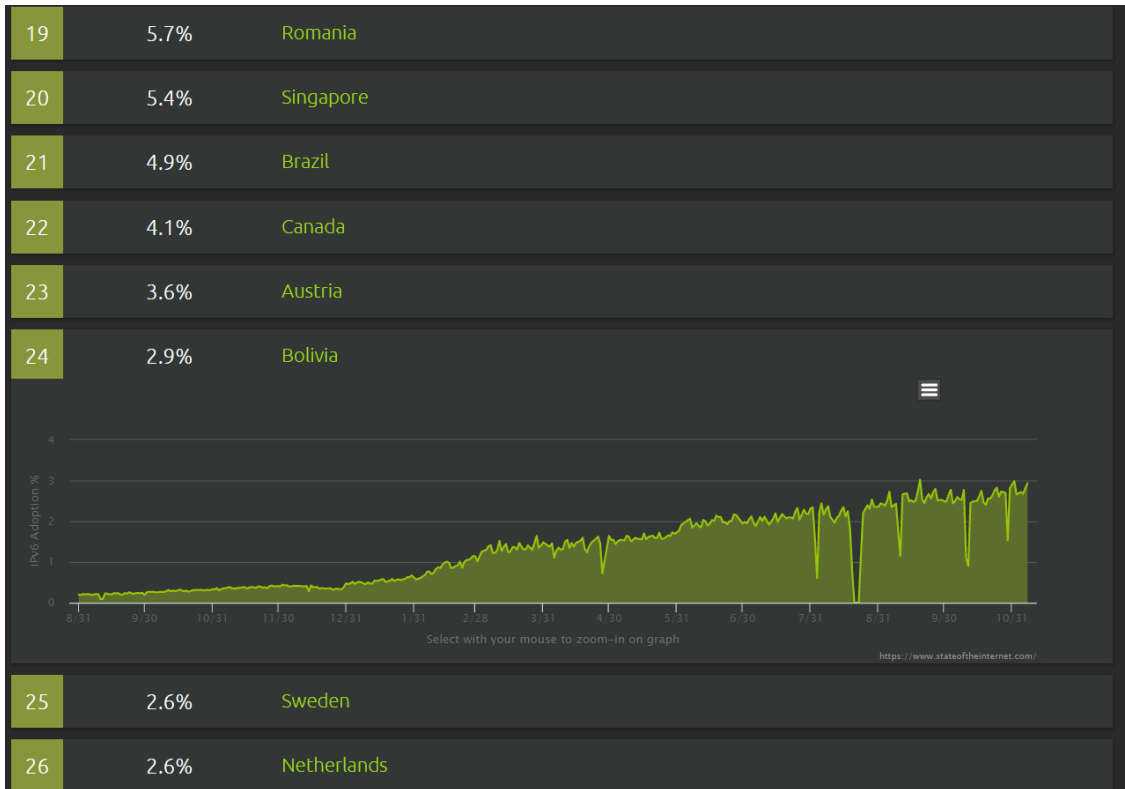 19 5.7% Romania
20 5.4% Singapore
21 4.9% Brazil
22 4.1% Canada
23 3.6% Austria
24 2.9% Bolivia
4
3
2
1
0
IPv6 Adoption %
8/31 9/30 10/31 11/30 12/31 1/31 2/28 3/31 4/30 5/31 6/30 7/31 8/31 9/30 10/31
Select with your mouse to zoom-in on graph
https://www.stateoftheinternet.com/
25 2.6% Sweden
26 2.6% Netherlands